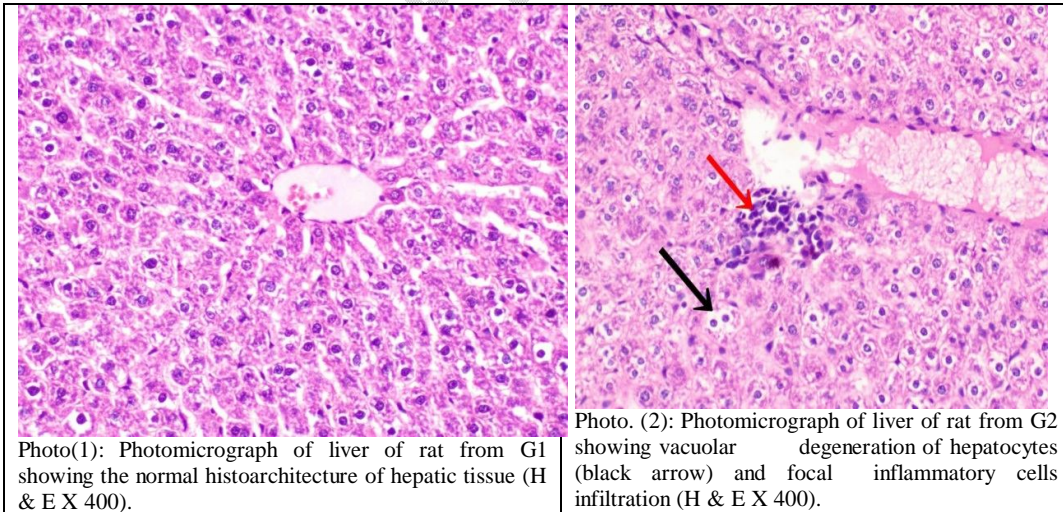 Photo(1): Photomicrograph of liver of rat from G1
showing the normal histoarchitecture of hepatic tissue (H
& E X 400).
Photo. (2): Photomicrograph of liver of rat from G2
showing vacuolar degeneration of hepatocytes
(black arrow) and focal inflammatory cells
infiltration (H & E X 400).